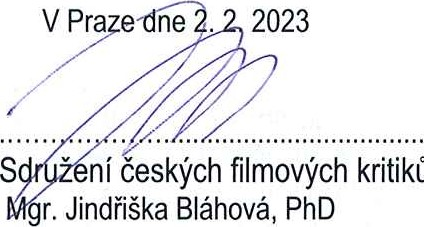 V Praze dne 2. 2. 2023
Sdružení českých filmových kritiků
Mgr. Jindřiška Bláhová, PhD